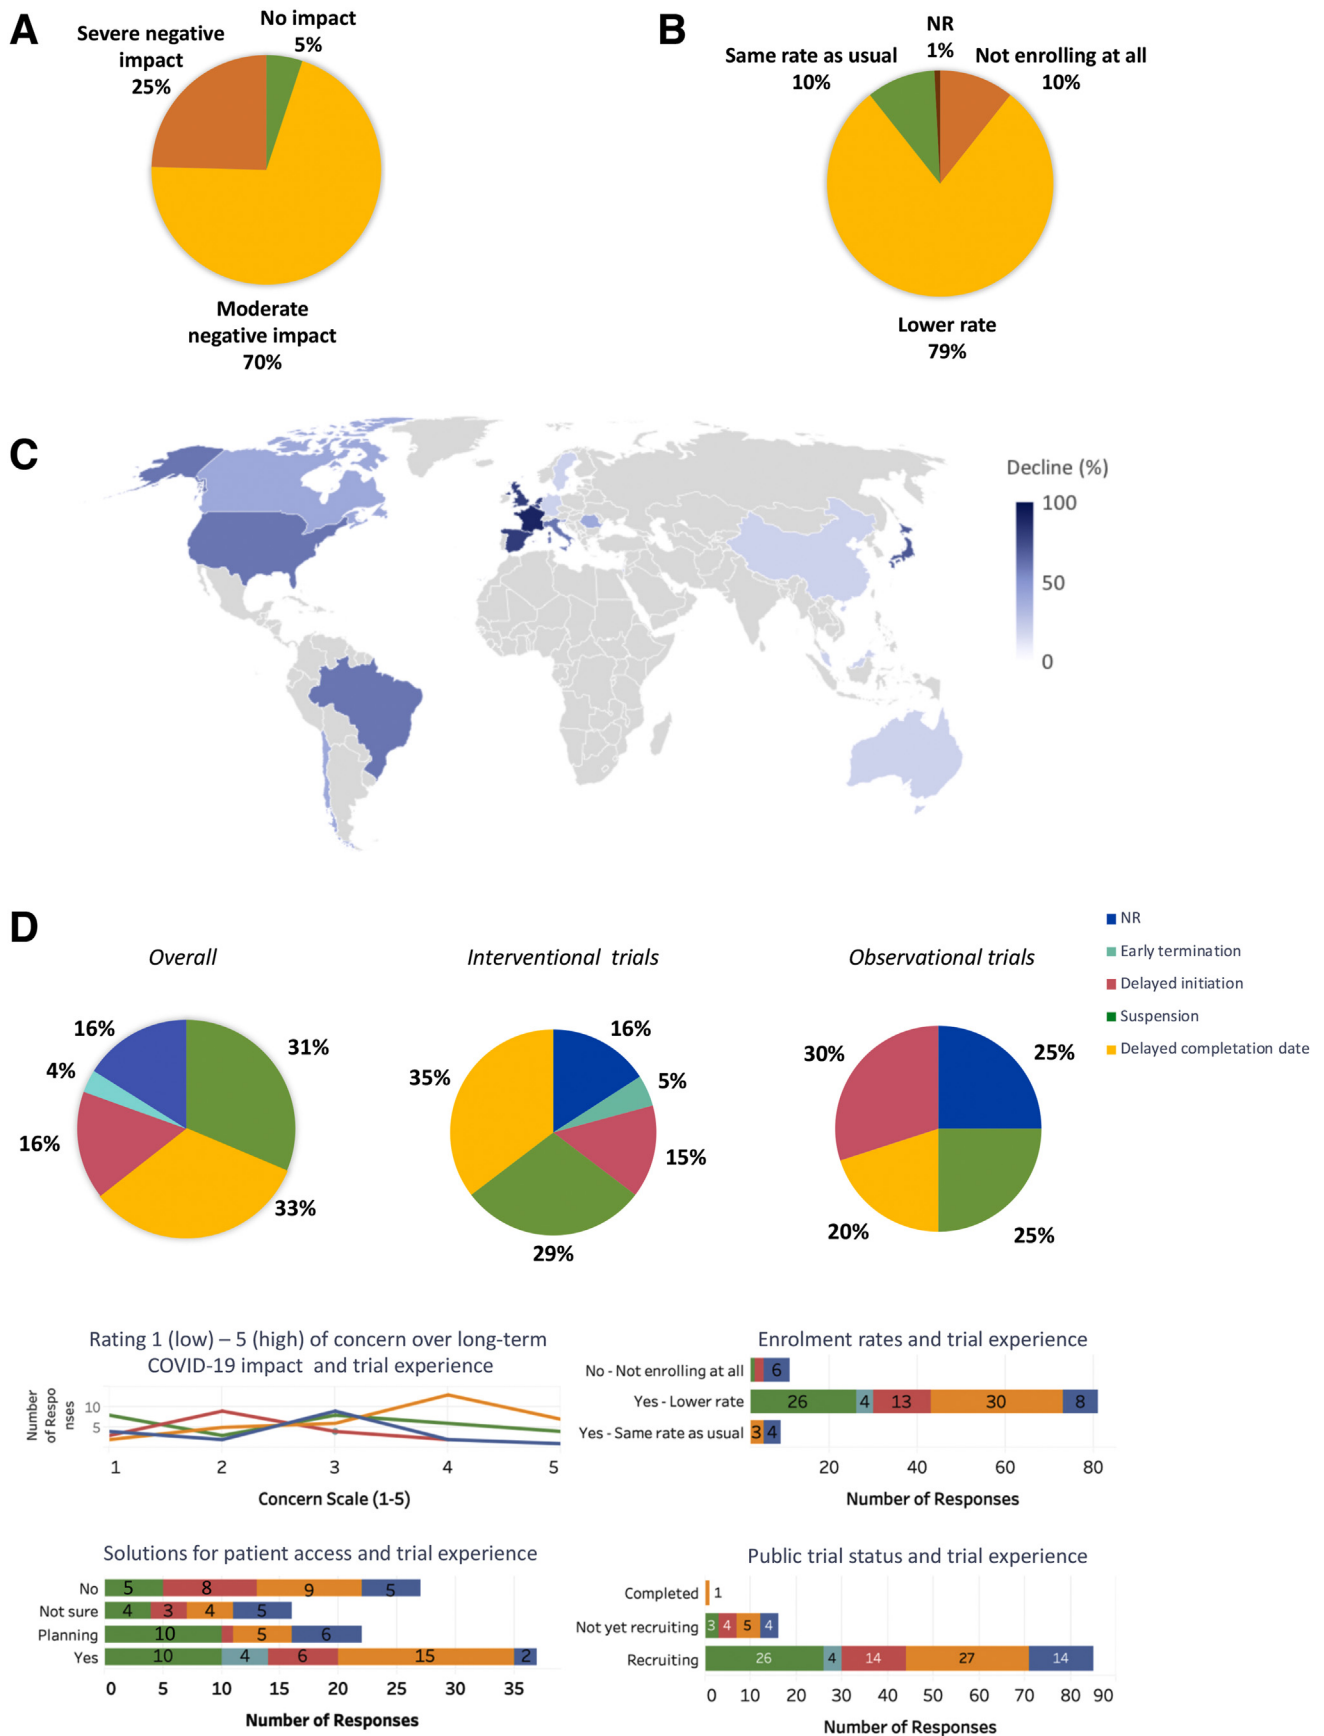 A
Severe negative
impact
25%
No impact
5%
Moderate
negative impact
70%
B
Same rate as usual
10%
NR
1%
Not enrolling at all
10%
Lower rate
79%
C
Decline (%)
100
50
0
D
Overall
Interventional trials
Observational trials
NR
Early termination
Delayed initiation
Suspension
Delayed completation date
16%
31%
4%
16%
33%
16%
35%
5%
15%
29%
30%
25%
20%
25%
Rating 1 (low) – 5 (high) of concern over long-term
COVID-19 impact and trial experience
Number
of Respo
nses
10
5
1 2 3 4 5
Concern Scale (1-5)
Enrolment rates and trial experience
No - Not enrolling at all 6
Yes - Lower rate 26 4 13 30 8
Yes - Same rate as usual 3 4
20 40 60 80
Number of Responses
Solutions for patient access and trial experience
No 5 8 9 5
Not sure 4 3 4 5
Planning 10 5 6
Yes 10 4 6 15 2
0 5 10 15 20 25 30 35
Number of Responses
Public trial status and trial experience
Completed 1
Not yet recruiting 3 4 5 4
Recruiting 26 4 14 27 14
0 10 20 30 40 50 60 70 80 90
Number of Responses